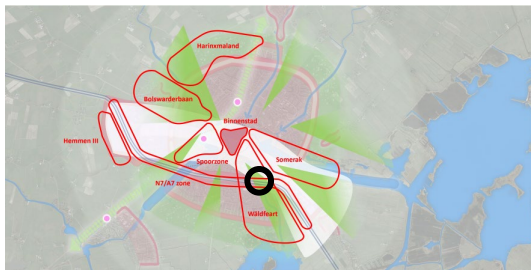 Harinxmaland
Bolswarderbaan
Binnenstad
Hemmen III
Spoorzone
Somerak
N7/A7 zone
Wâldfeart